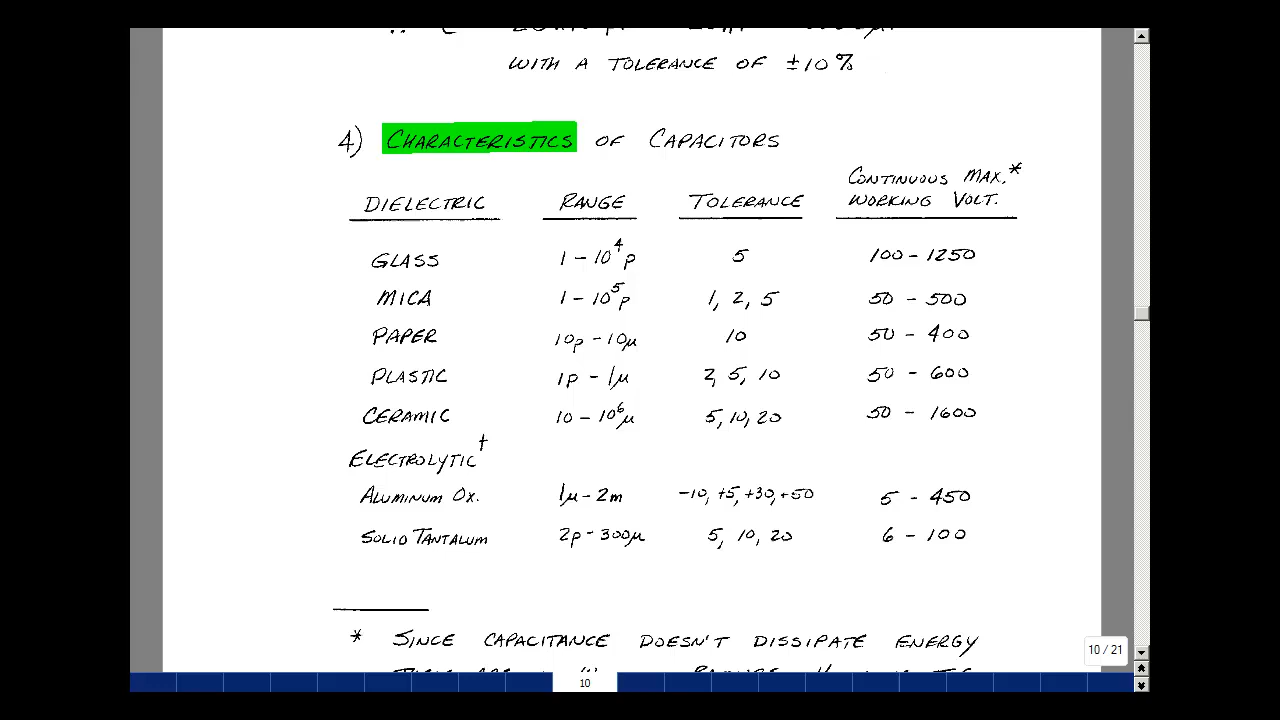 WITH A TOLERANCE OF ±10%
4) CHARACTERISTICS OF CAPACITORS
DIELECTRIC RANGE TOLERANCE CONTINUOUS MAX.* WORKING VOLT.
GLASS 1 – 10⁴p 5 100 – 1250
MICA 1 – 10⁵p 1, 2, 5 50 – 500
PAPER 10p – 10µ 10 50 – 400
PLASTIC 1p – 1µ 2, 5, 10 50 – 600
CERAMIC 10 – 10⁶µ 5, 10, 20 50 – 1600
ELECTROLYTIC†
ALUMINUM OX. 1µ – 2m -10, +5, +30, +50 5 – 450
SOLID TANTALUM 2p – 300µ 5, 10, 20 6 – 100
* SINCE CAPACITANCE DOESN'T DISSIPATE ENERGY
10 / 21
10